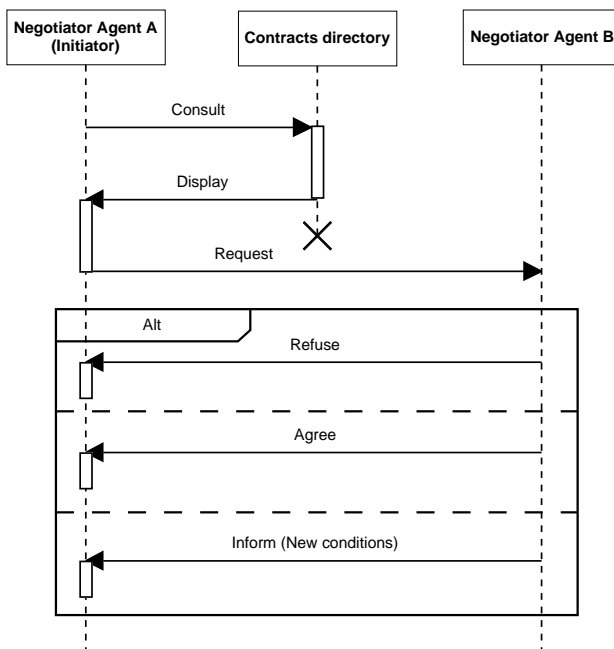 Negotiator Agent A
(Initiator)
Contracts directory
Negotiator Agent B
Consult
Display
Request
Alt
Refuse
Agree
Inform (New conditions)